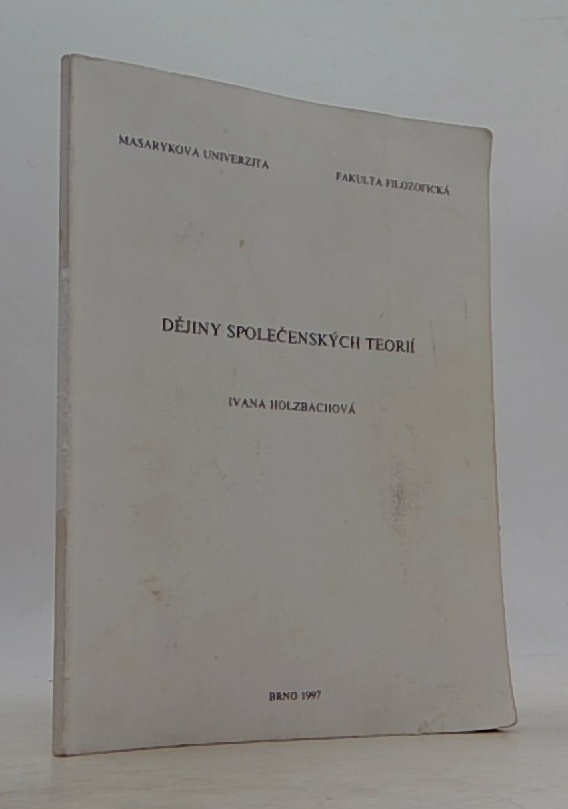 MASARYKOVA UNIVERZITA
FAKULTA FILOZOFICKÁ
DĚJINY SPOLEČENSKÝCH TEORIÍ
IVANA HOLZBACHOVÁ
BRNO 1997